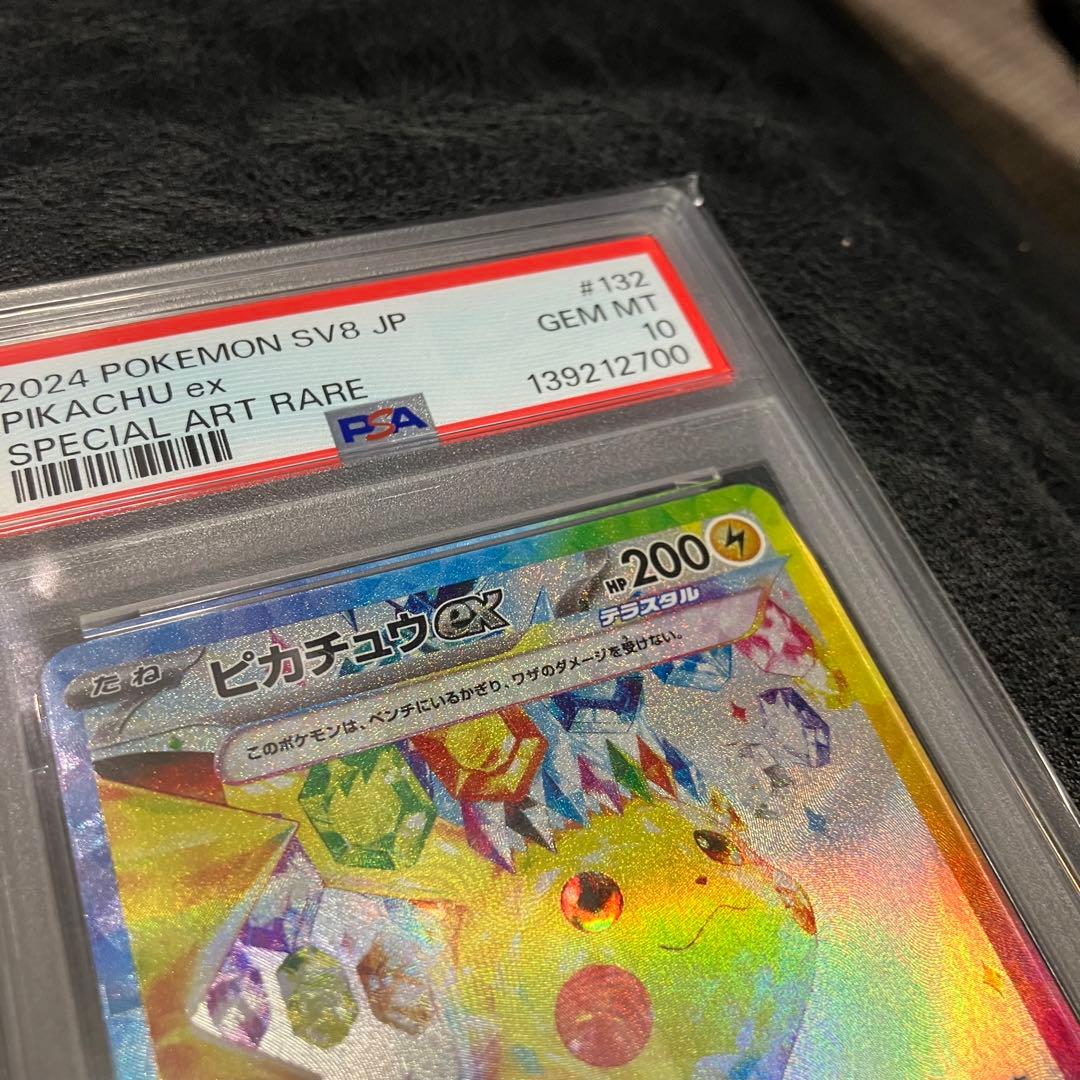 2024 POKEMON SV8 JP
#132
PIKACHU ex
GEM MT
SPECIAL ART RARE
10
139212700
PSA
たね
ピカチュウex
HP 200
テラスタル
このポケモンは、ベンチにいるかぎり、ワザのダメージを受けない。